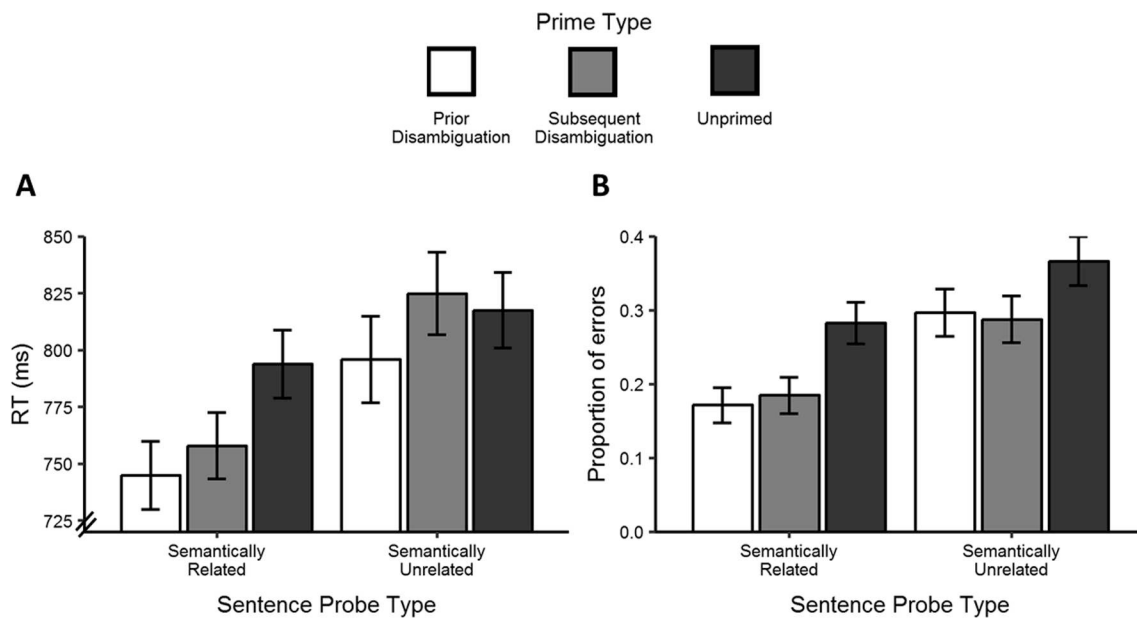 Prime Type
Prior
Disambiguation
Subsequent
Disambiguation
Unprimed
A
850
825
800
775
750
725
RT (ms)
Semantically
Related
Semantically
Unrelated
Sentence Probe Type
B
0.4
0.3
0.2
0.1
0.0
Proportion of errors
Semantically
Related
Semantically
Unrelated
Sentence Probe Type